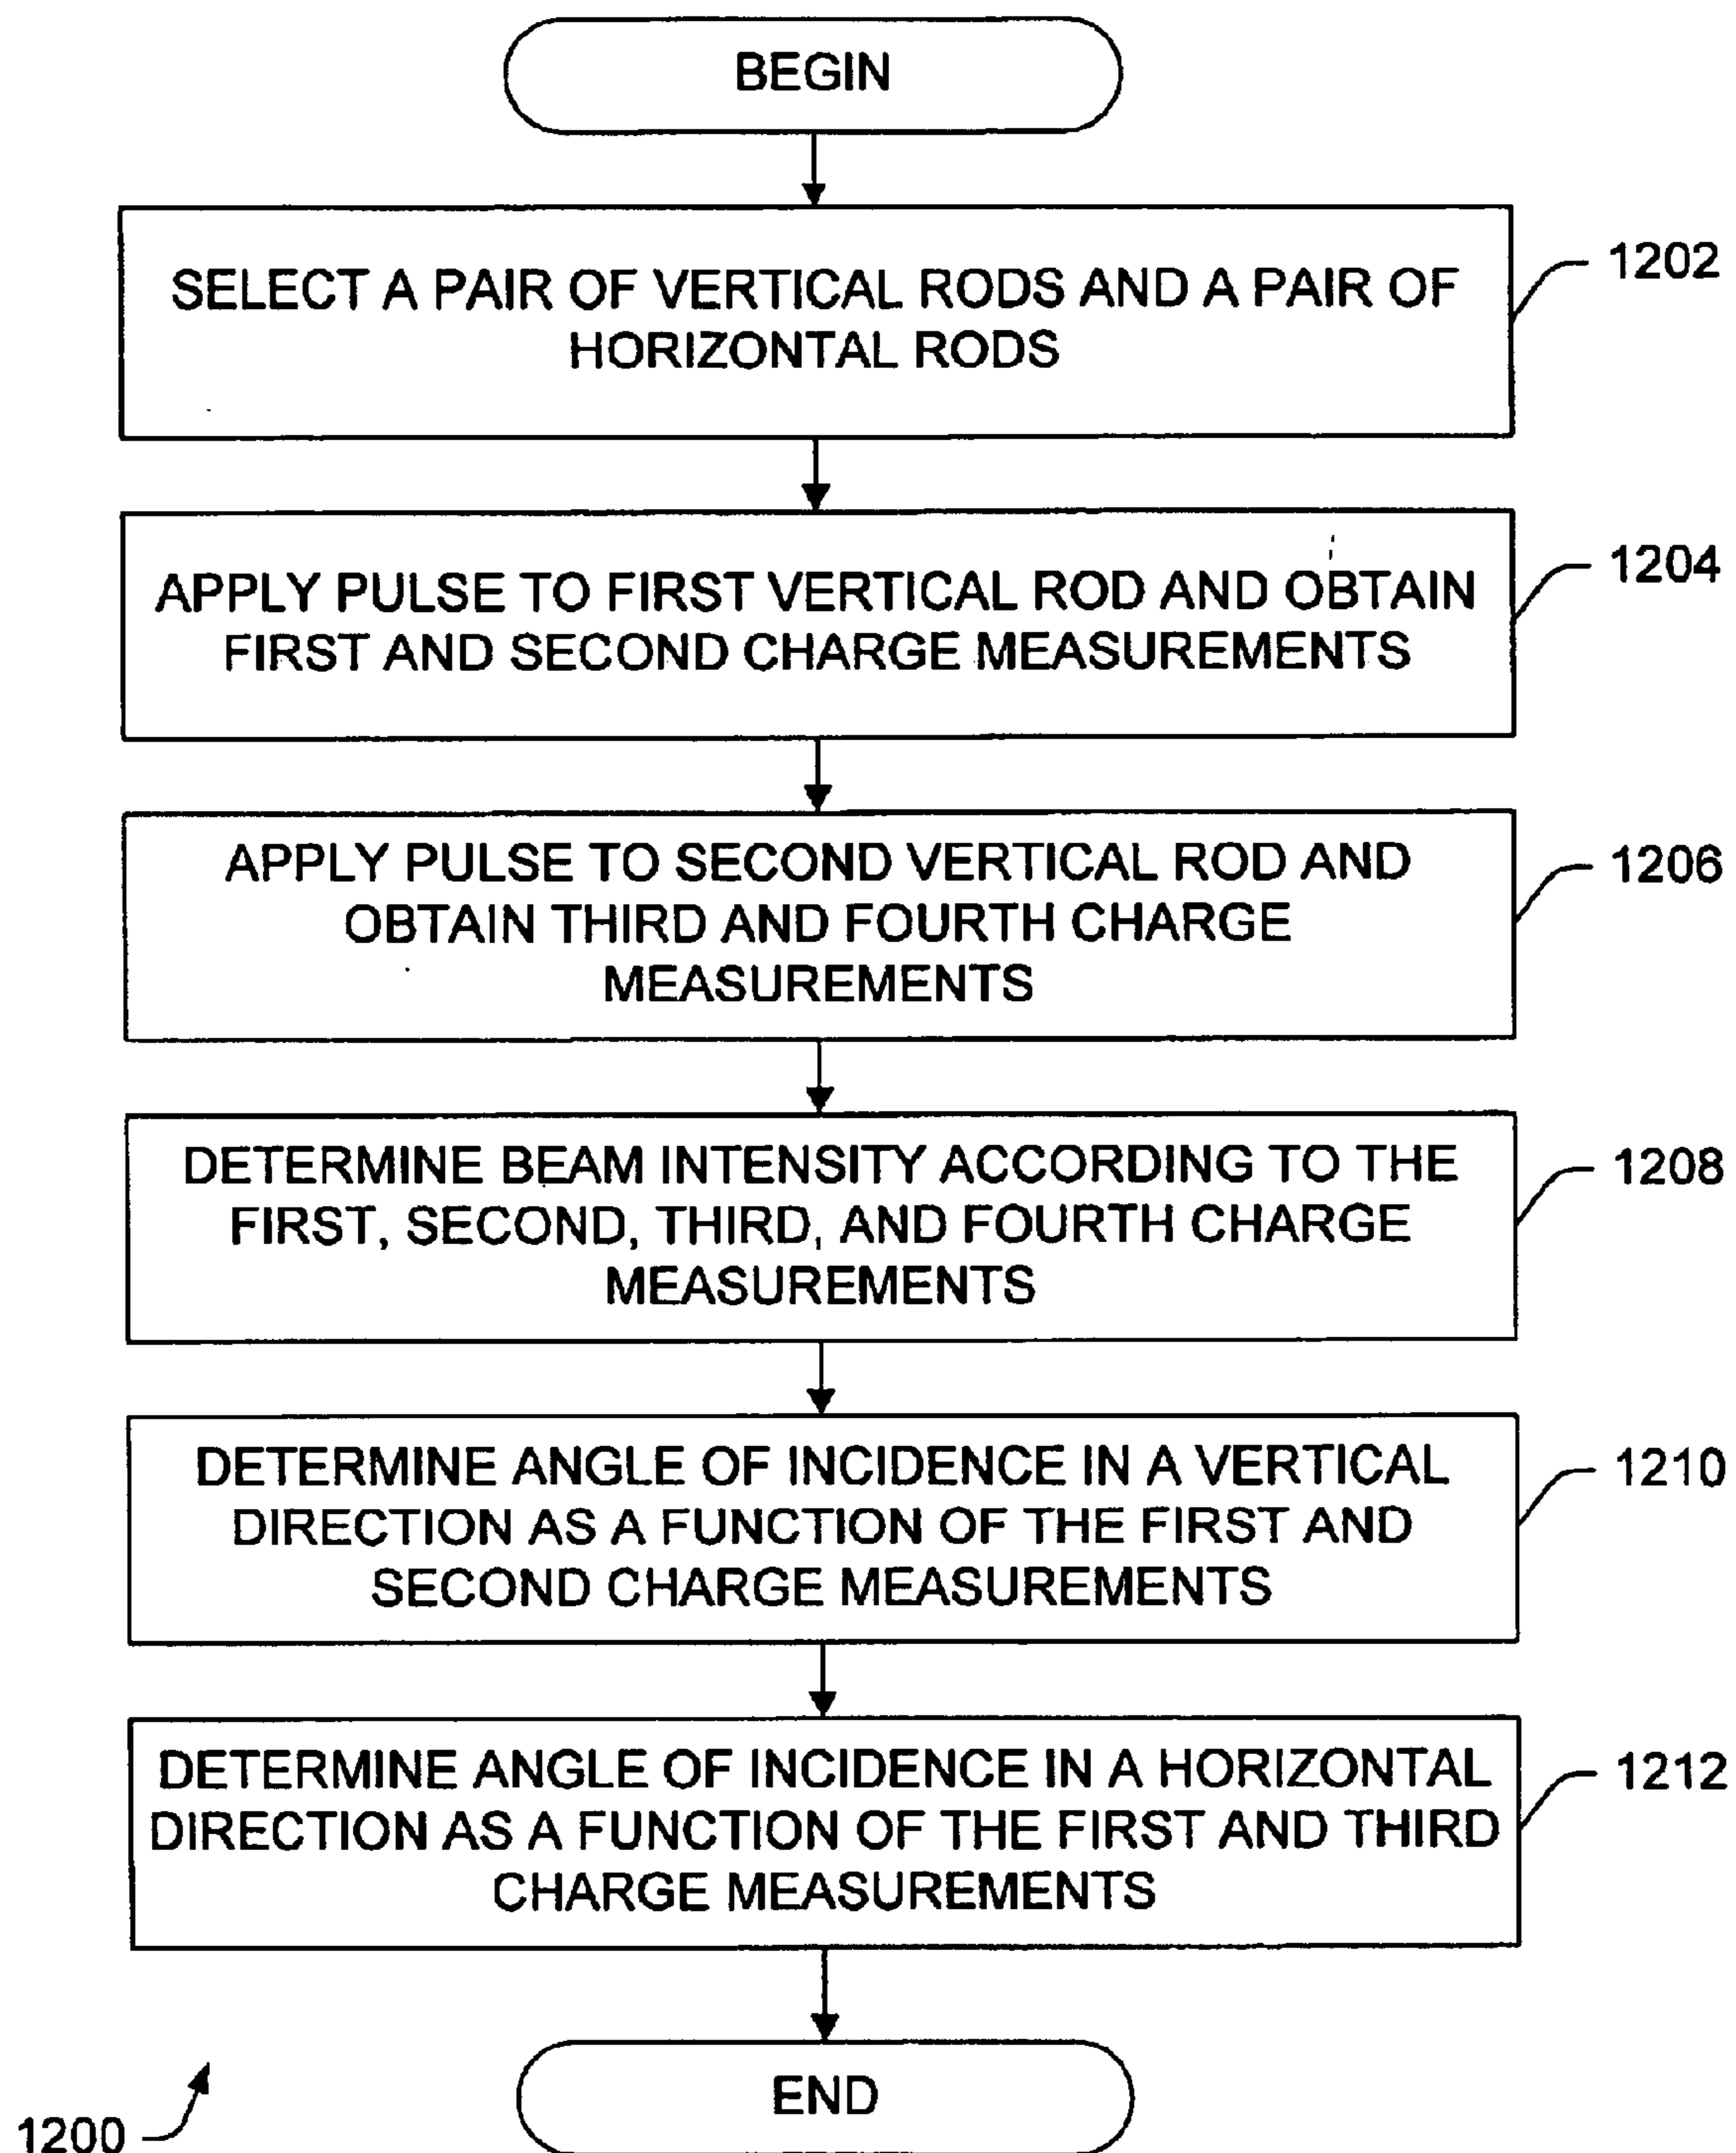 BEGIN
SELECT A PAIR OF VERTICAL RODS AND A PAIR OF
HORIZONTAL RODS
1202
APPLY PULSE TO FIRST VERTICAL ROD AND OBTAIN
FIRST AND SECOND CHARGE MEASUREMENTS
1204
APPLY PULSE TO SECOND VERTICAL ROD AND
OBTAIN THIRD AND FOURTH CHARGE
MEASUREMENTS
1206
DETERMINE BEAM INTENSITY ACCORDING TO THE
FIRST, SECOND, THIRD, AND FOURTH CHARGE
MEASUREMENTS
1208
DETERMINE ANGLE OF INCIDENCE IN A VERTICAL
DIRECTION AS A FUNCTION OF THE FIRST AND
SECOND CHARGE MEASUREMENTS
1210
DETERMINE ANGLE OF INCIDENCE IN A HORIZONTAL
DIRECTION AS A FUNCTION OF THE FIRST AND THIRD
CHARGE MEASUREMENTS
1212
END
1200